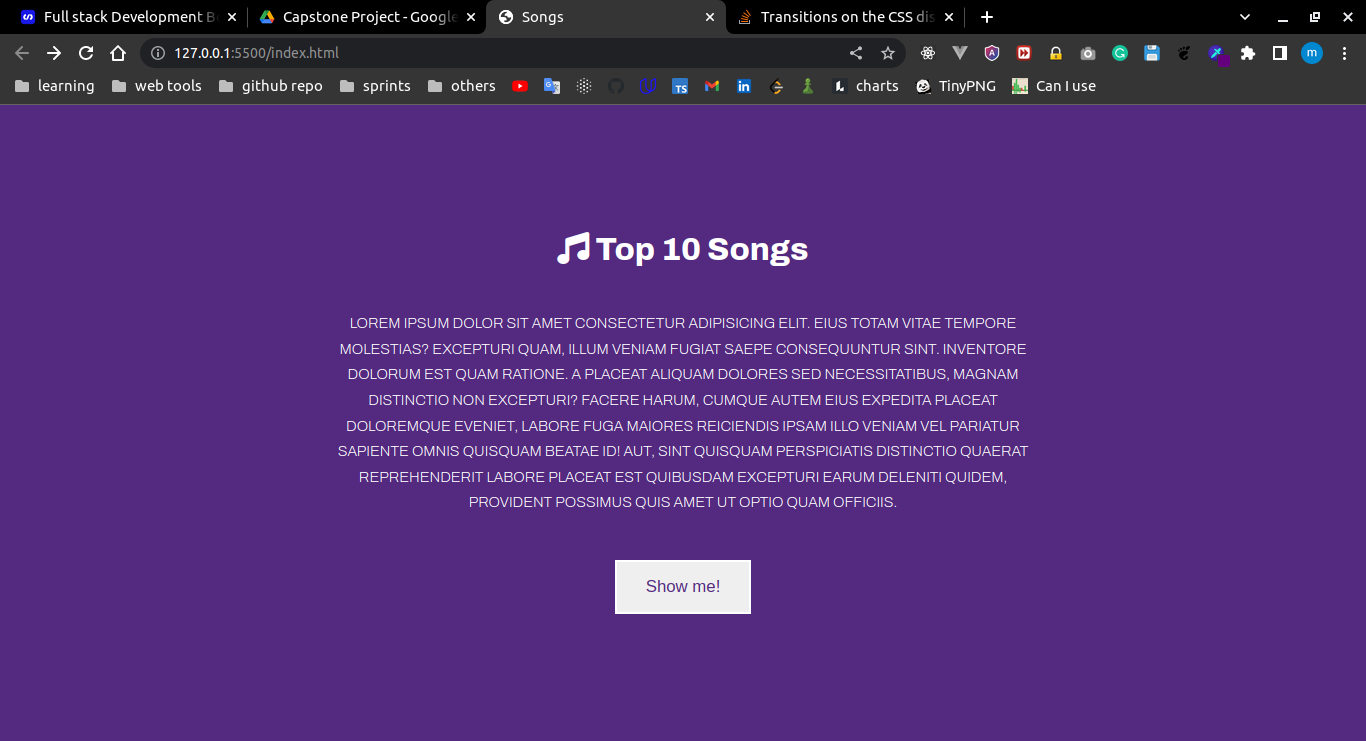 Full stack Development B
Capstone Project - Google
Songs
Transitions on the CSS dis
127.0.0.1:5500/index.html
m
learning
web tools
github repo
sprints
others
TS
charts
TinyPNG
Can I use
Top 10 Songs
LOREM IPSUM DOLOR SIT AMET CONSECTETUR ADIPISICING ELIT. EIUS TOTAM VITAE TEMPORE
MOLESTIAS? EXCEPTURI QUAM, ILLUM VENIAM FUGIAT SAEPE CONSEQUUNTUR SINT. INVENTORE
DOLORUM EST QUAM RATIONE. A PLACEAT ALIQUAM DOLORES SED NECESSITATIBUS, MAGNAM
DISTINCTIO NON EXCEPTURI? FACERE HARUM, CUMQUE AUTEM EIUS EXPEDITA PLACEAT
DOLOREMQUE EVENIET, LABORE FUGA MAIORES REICIENDIS IPSAM ILLO VENIAM VEL PARIATUR
SAPIENTE OMNIS QUISQUAM BEATAE ID! AUT, SINT QUISQUAM PERSPICIATIS DISTINCTIO QUAERAT
REPREHENDERIT LABORE PLACEAT EST QUIBUSDAM EXCEPTURI EARUM DELENITI QUIDEM,
PROVIDENT POSSIMUS QUIS AMET UT OPTIO QUAM OFFICIIS.
Show me!